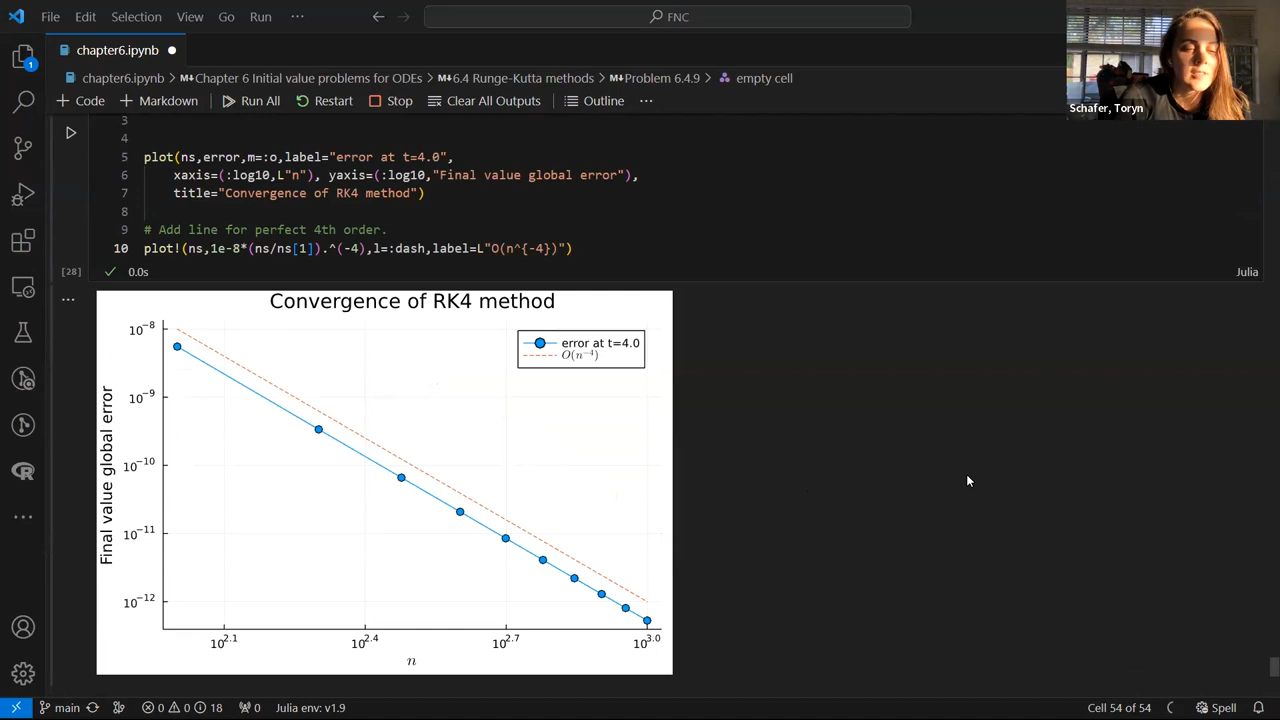 File Edit Selection View Go Run ··· FNC
chapter6.ipynb
chapter6.ipynb > Chapter 6 Initial value problems for ODEs > 6.4 Runge-Kutta methods > Problem 6.4.9 > empty cell
+ Code + Markdown Run All Restart Stop Clear All Outputs Outline ···
Schafer, Toryn
1
3
4
5 plot(ns,error,m=:o,label="error at t=4.0",
6 xaxis=(:log10,L"n"), yaxis=(:log10,"Final value global error"),
7 title="Convergence of RK4 method")
8
9 # Add line for perfect 4th order.
10 plot!(ns,1e-8*(ns/ns[1]).^(-4),l=:dash,label=L"O(n^{-4})")
[28] 0.0s Julia
Convergence of RK4 method
error at t=4.0
O(n⁻⁴)
Final value global error
10⁻⁸
10⁻⁹
10⁻¹⁰
10⁻¹¹
10⁻¹²
10^2.1 10^2.4 10^2.7 10^3.0
n
main 0 0 18 0 Julia env: v1.9 Cell 54 of 54 Spell